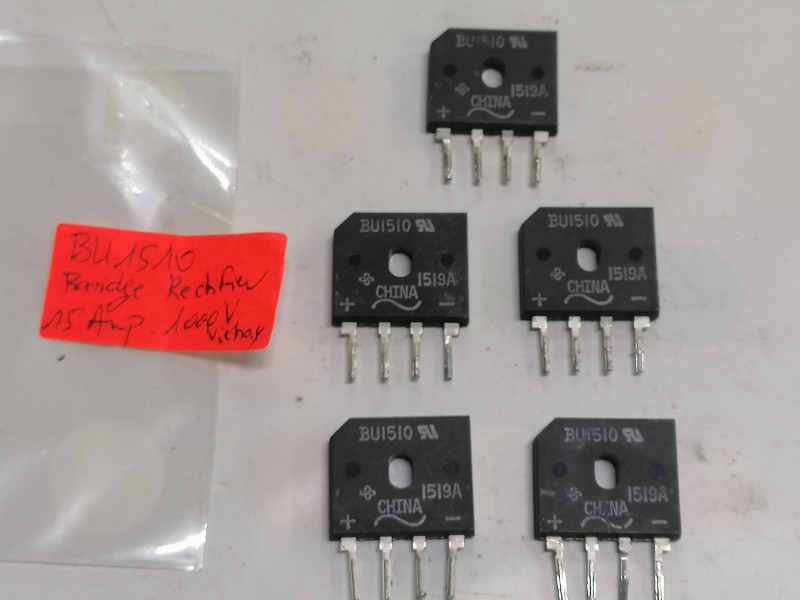 BU1510
1519A
CHINA
+ -
BU1510
Bridge Rectifier
15 Amp. 1000V
Vishay
BU1510
1519A
CHINA
+ -
BU1510
1519A
CHINA
+ -
BU1510
1519A
CHINA
+ -
BU1510
1519A
CHINA
+ -